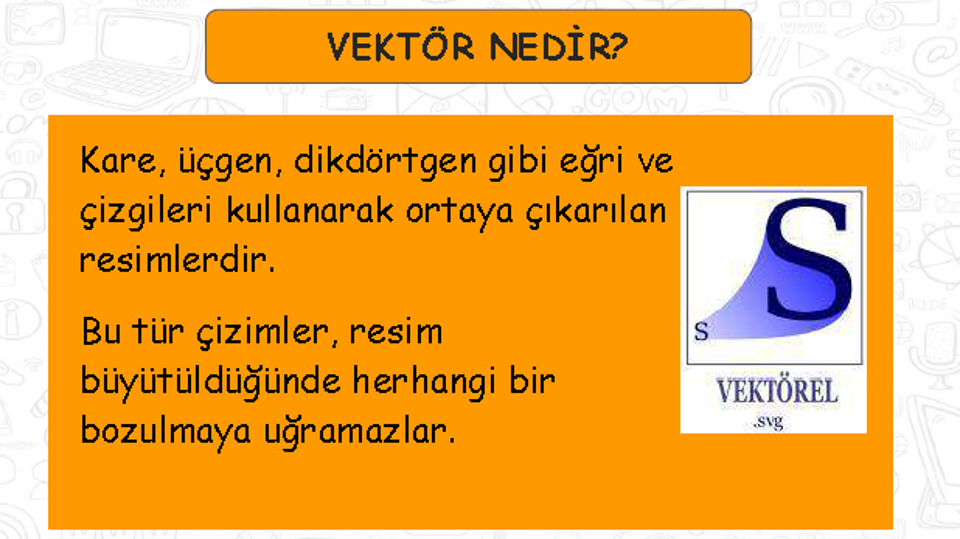 VEKTÖR NEDİR?
Kare, üçgen, dikdörtgen gibi eğri ve
çizgileri kullanarak ortaya çıkarılan
resimlerdir.
Bu tür çizimler, resim
büyütüldüğünde herhangi bir
bozulmaya uğramazlar.
S
S
VEKTÖREL
.svg
.COM